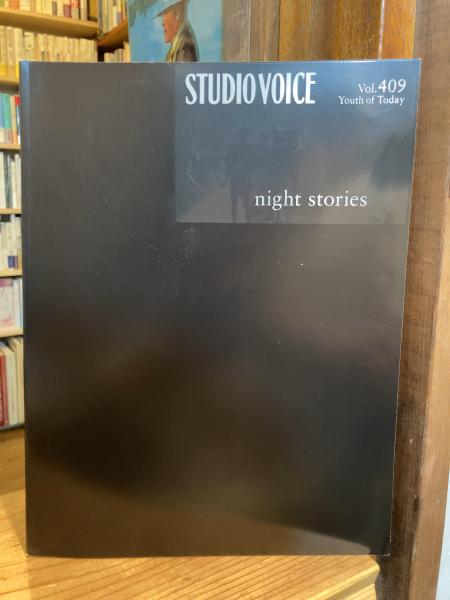 STUDIO VOICE
Vol.409
Youth of Today
night stories